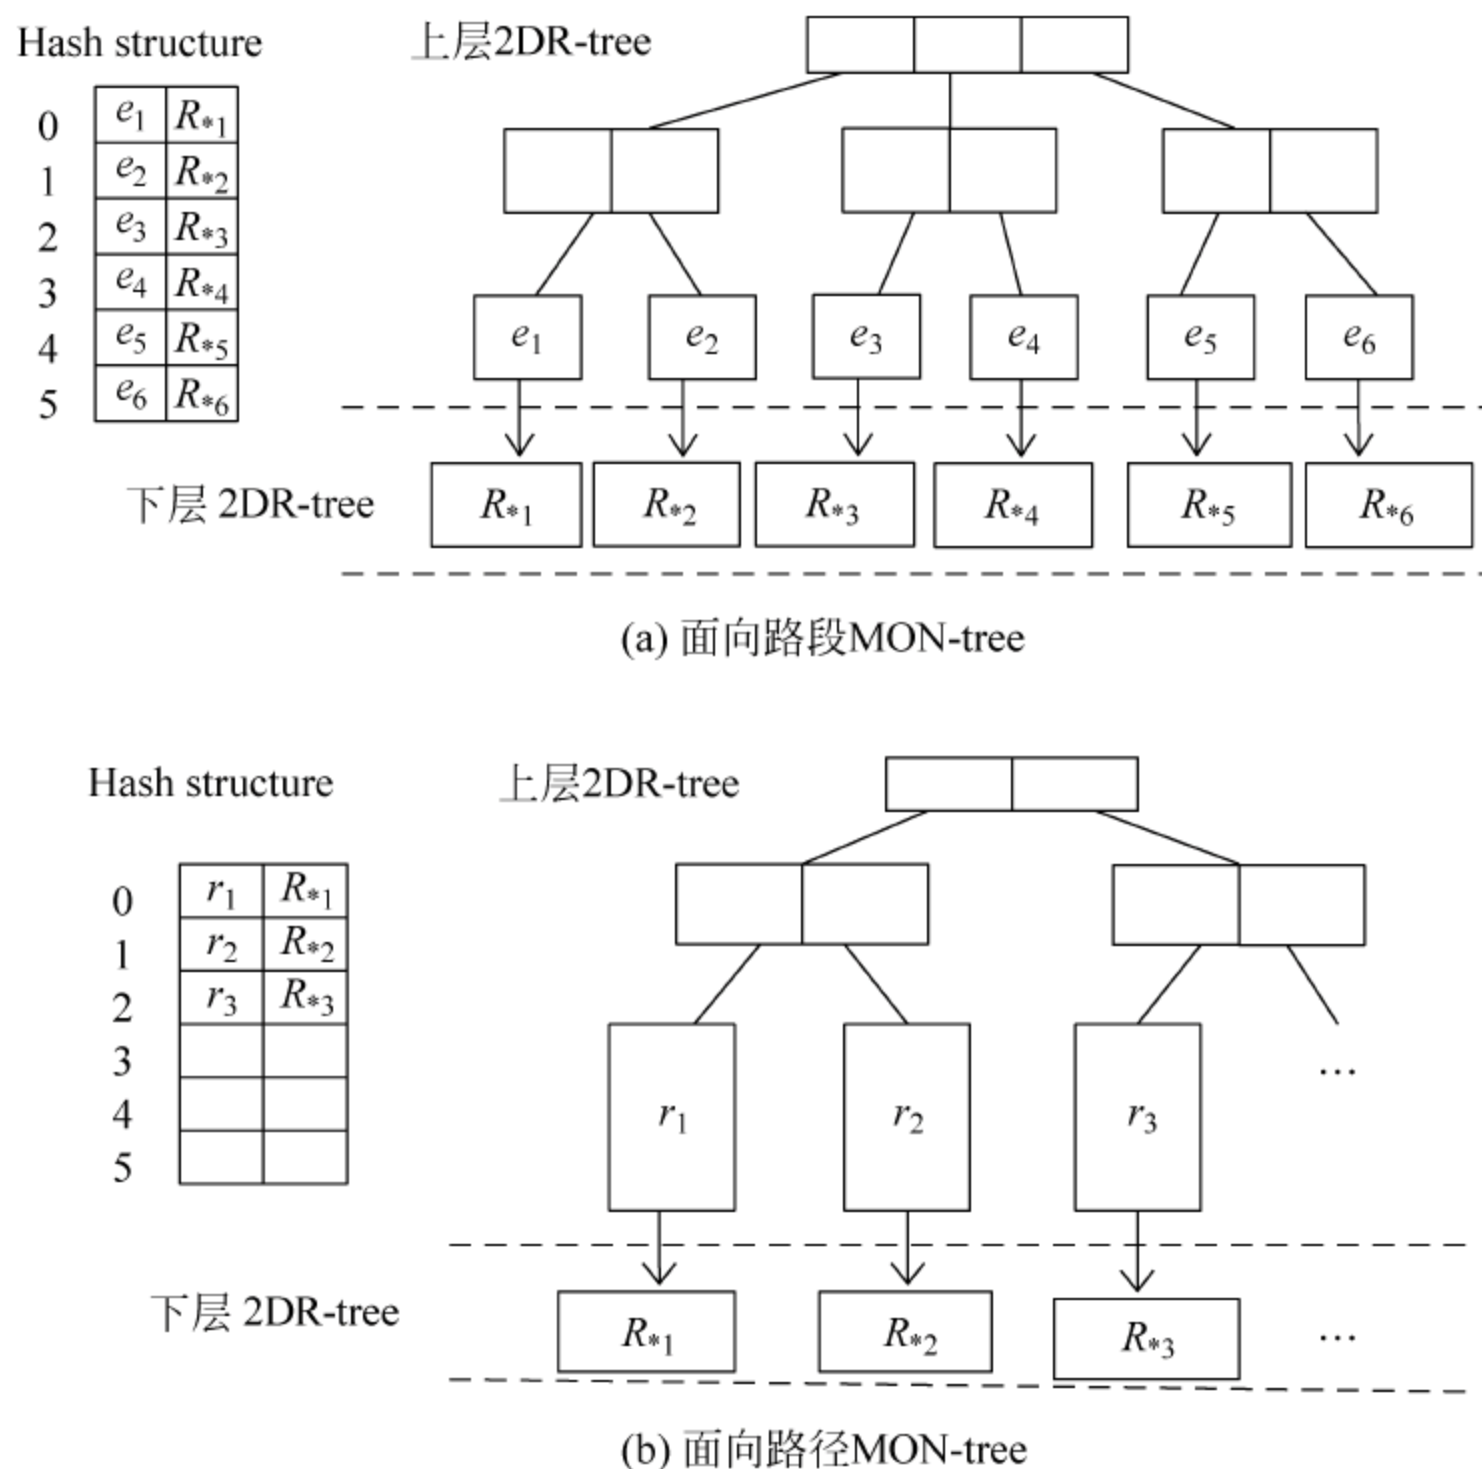 Hash structure
上层2DR-tree
0 e1 R*1
1 e2 R*2
2 e3 R*3
3 e4 R*4
4 e5 R*5
5 e6 R*6
e1 e2 e3 e4 e5 e6
下层 2DR-tree
R*1 R*2 R*3 R*4 R*5 R*6
(a) 面向路段MON-tree
Hash structure
上层2DR-tree
0 r1 R*1
1 r2 R*2
2 r3 R*3
3
4
5
r1 r2 r3 ...
下层 2DR-tree
R*1 R*2 R*3 ...
(b) 面向路径MON-tree